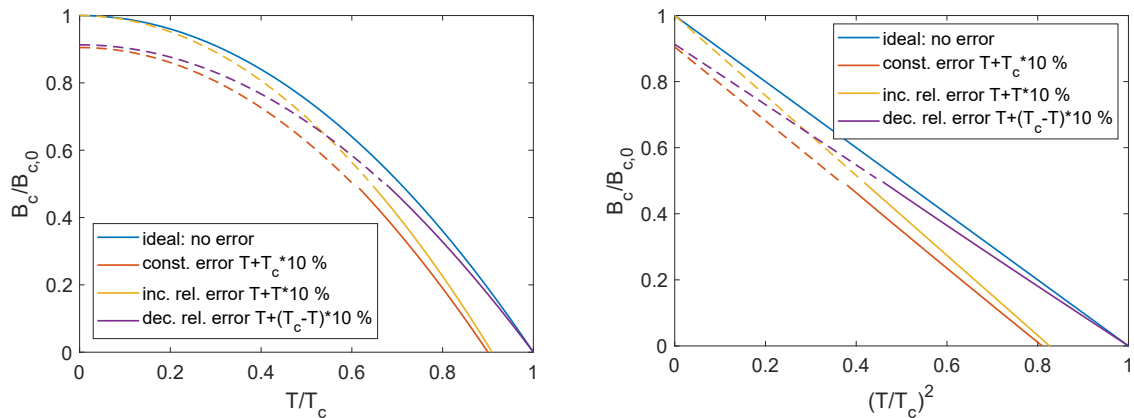 1
0.8
0.6
0.4
0.2
0
B_c/B_{c,0}
ideal: no error
const. error T+T_c*10 %
inc. rel. error T+T*10 %
dec. rel. error T+(T_c-T)*10 %
0 0.2 0.4 0.6 0.8 1
T/T_c
1
0.8
0.6
0.4
0.2
0
B_c/B_{c,0}
ideal: no error
const. error T+T_c*10 %
inc. rel. error T+T*10 %
dec. rel. error T+(T_c-T)*10 %
0 0.2 0.4 0.6 0.8 1
(T/T_c)^2